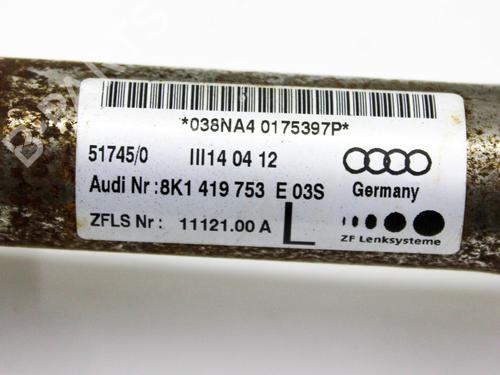 *038NA4 0175397P*
51745/0 III14 04 12
Audi Nr :8K1 419 753 E 03S Germany
ZFLS Nr : 11121.00 A L
ZF Lenksysteme